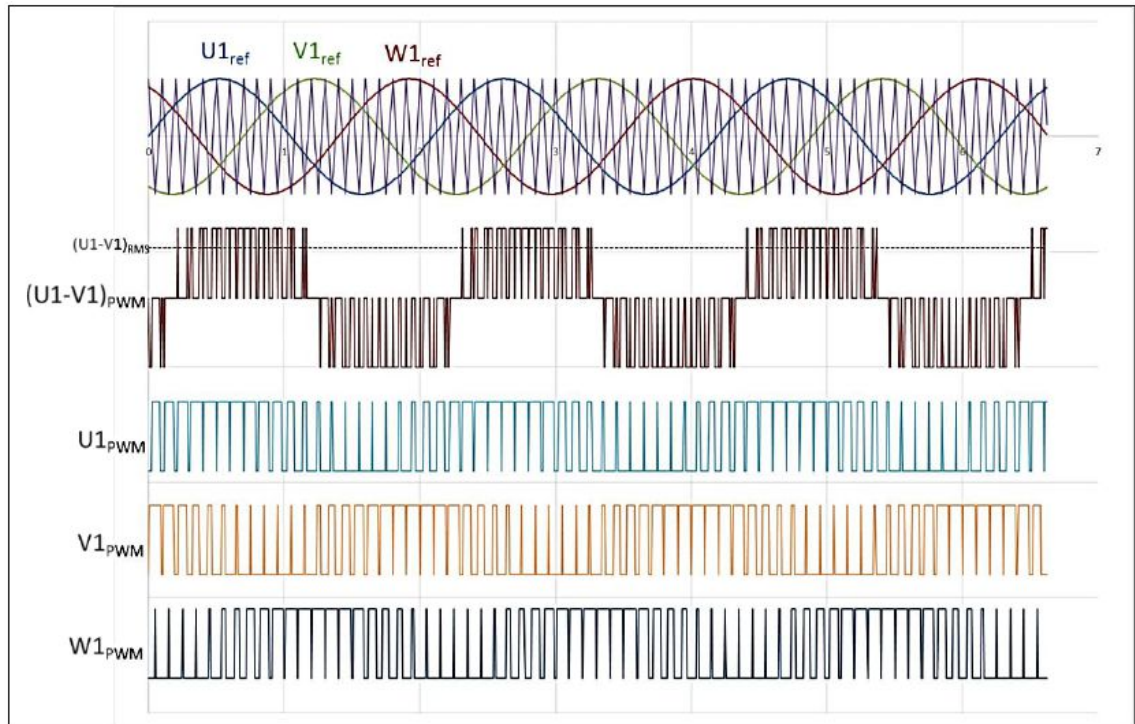 U1ref V1ref W1ref
0 1 2 3 4 5 6 7
(U1-V1)RMS
(U1-V1)PWM
U1PWM
V1PWM
W1PWM